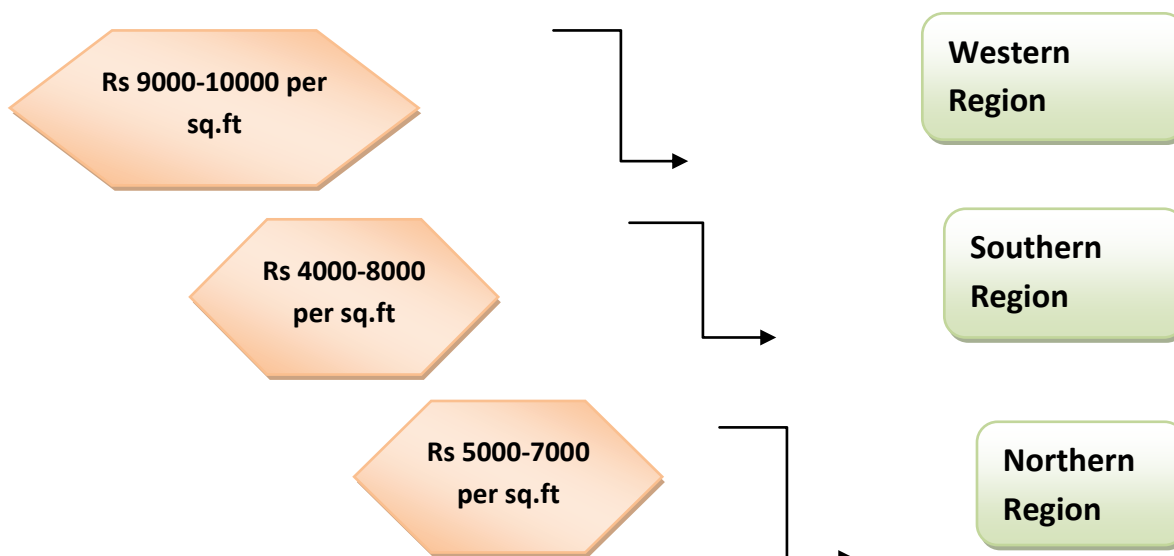 Rs 9000-10000 per
sq.ft
Western
Region
Rs 4000-8000
per sq.ft
Southern
Region
Rs 5000-7000
per sq.ft
Northern
Region